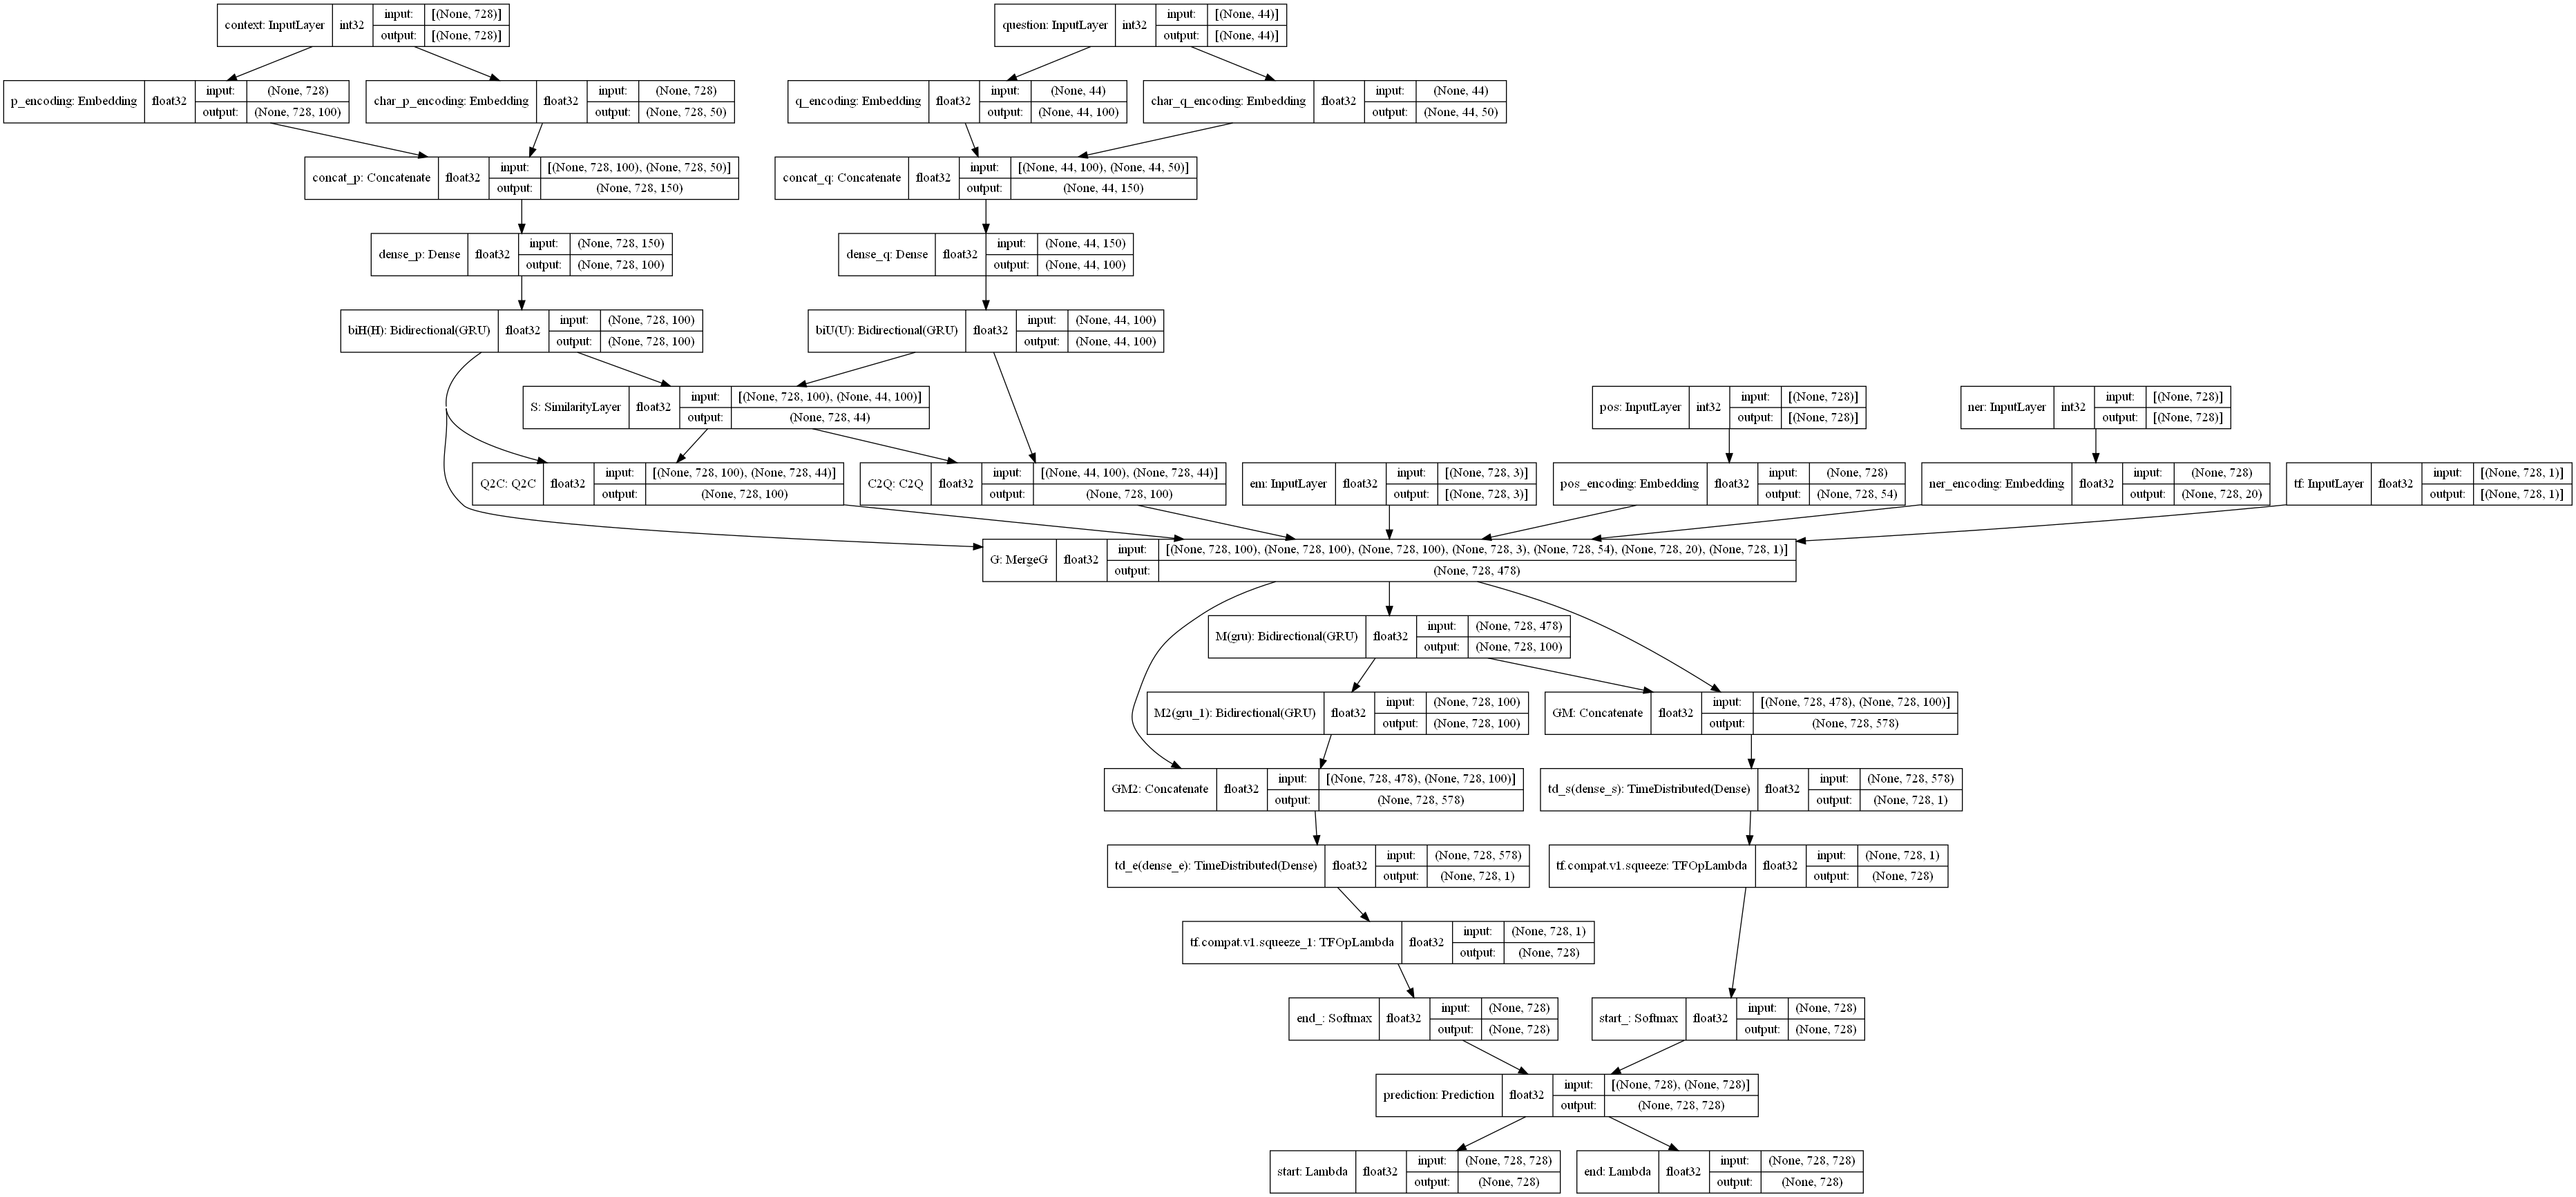 context: InputLayer int32 input: [(None, 728)]
output: [(None, 728)]
question: InputLayer int32 input: [(None, 44)]
output: [(None, 44)]
p_encoding: Embedding float32 input: (None, 728)
output: (None, 728, 100)
char_p_encoding: Embedding float32 input: (None, 728)
output: (None, 728, 50)
q_encoding: Embedding float32 input: (None, 44)
output: (None, 44, 100)
char_q_encoding: Embedding float32 input: (None, 44)
output: (None, 44, 50)
concat_p: Concatenate float32 input: [(None, 728, 100), (None, 728, 50)]
output: (None, 728, 150)
concat_q: Concatenate float32 input: [(None, 44, 100), (None, 44, 50)]
output: (None, 44, 150)
dense_p: Dense float32 input: (None, 728, 150)
output: (None, 728, 100)
dense_q: Dense float32 input: (None, 44, 150)
output: (None, 44, 100)
biH(H): Bidirectional(GRU) float32 input: (None, 728, 100)
output: (None, 728, 100)
biU(U): Bidirectional(GRU) float32 input: (None, 44, 100)
output: (None, 44, 100)
S: SimilarityLayer float32 input: [(None, 728, 100), (None, 44, 100)]
output: (None, 728, 44)
pos: InputLayer int32 input: [(None, 728)]
output: [(None, 728)]
ner: InputLayer int32 input: [(None, 728)]
output: [(None, 728)]
Q2C: Q2C float32 input: [(None, 728, 100), (None, 728, 44)]
output: (None, 728, 100)
C2Q: C2Q float32 input: [(None, 44, 100), (None, 728, 44)]
output: (None, 728, 100)
em: InputLayer float32 input: [(None, 728, 3)]
output: [(None, 728, 3)]
pos_encoding: Embedding float32 input: (None, 728)
output: (None, 728, 54)
ner_encoding: Embedding float32 input: (None, 728)
output: (None, 728, 20)
tf: InputLayer float32 input: [(None, 728, 1)]
output: [(None, 728, 1)]
G: MergeG float32 input: [(None, 728, 100), (None, 728, 100), (None, 728, 100), (None, 728, 3), (None, 728, 54), (None, 728, 20), (None, 728, 1)]
output: (None, 728, 478)
M(gru): Bidirectional(GRU) float32 input: (None, 728, 478)
output: (None, 728, 100)
M2(gru_1): Bidirectional(GRU) float32 input: (None, 728, 100)
output: (None, 728, 100)
GM: Concatenate float32 input: [(None, 728, 478), (None, 728, 100)]
output: (None, 728, 578)
GM2: Concatenate float32 input: [(None, 728, 478), (None, 728, 100)]
output: (None, 728, 578)
td_s(dense_s): TimeDistributed(Dense) float32 input: (None, 728, 578)
output: (None, 728, 1)
td_e(dense_e): TimeDistributed(Dense) float32 input: (None, 728, 578)
output: (None, 728, 1)
tf.compat.v1.squeeze: TFOpLambda float32 input: (None, 728, 1)
output: (None, 728)
tf.compat.v1.squeeze_1: TFOpLambda float32 input: (None, 728, 1)
output: (None, 728)
end_: Softmax float32 input: (None, 728)
output: (None, 728)
start_: Softmax float32 input: (None, 728)
output: (None, 728)
prediction: Prediction float32 input: [(None, 728), (None, 728)]
output: (None, 728, 728)
start: Lambda float32 input: (None, 728, 728)
output: (None, 728)
end: Lambda float32 input: (None, 728, 728)
output: (None, 728)